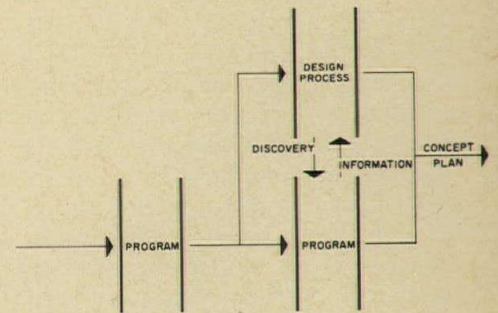 DESIGN
PROCESS
DISCOVERY
INFORMATION
CONCEPT
PLAN
PROGRAM
PROGRAM